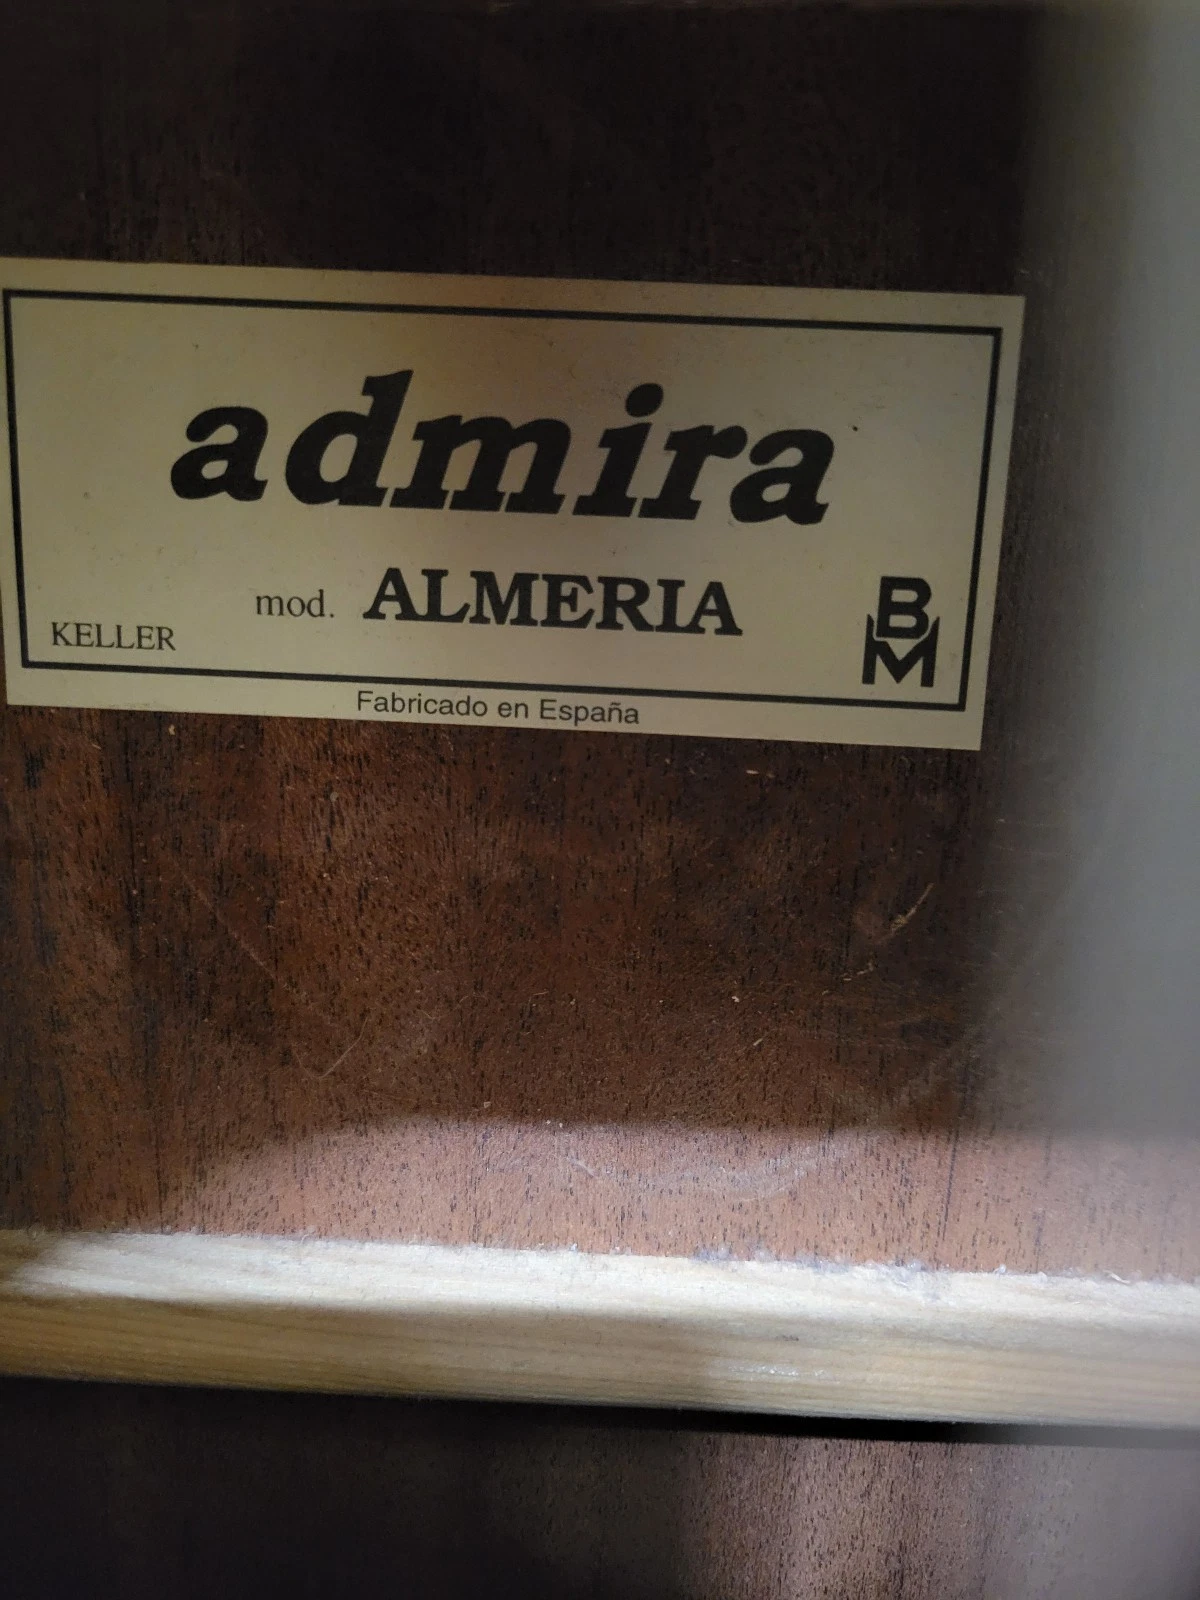 admira
mod. ALMERIA
KELLER
BM
Fabricado en España